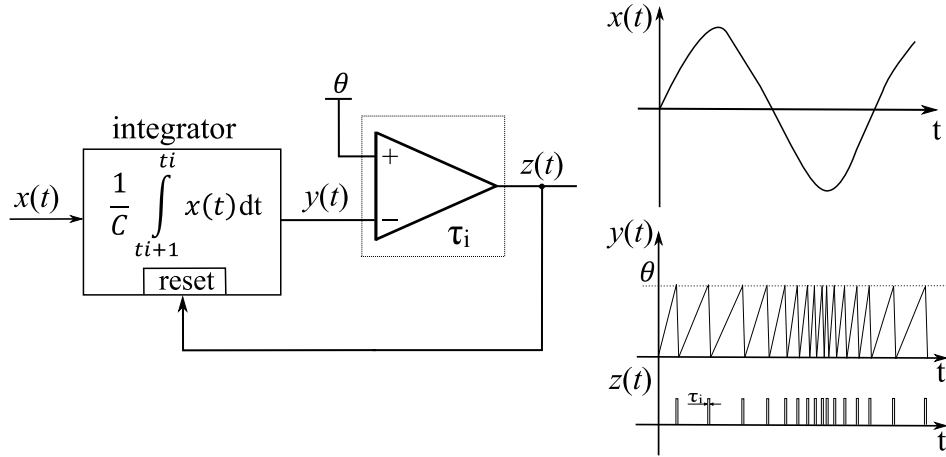 θ
integrator
x(t)
1
C
ti
∫
ti+1
x(t)dt
reset
y(t)
+
−
τi
z(t)
x(t)
t
y(t)
θ
t
z(t)
τi
t